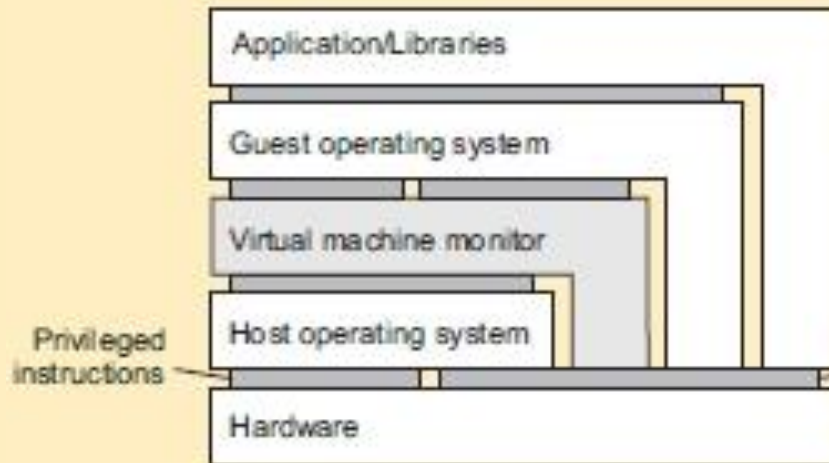 Application/Libraries
Guest operating system
Virtual machine monitor
Host operating system
Privileged
instructions
Hardware